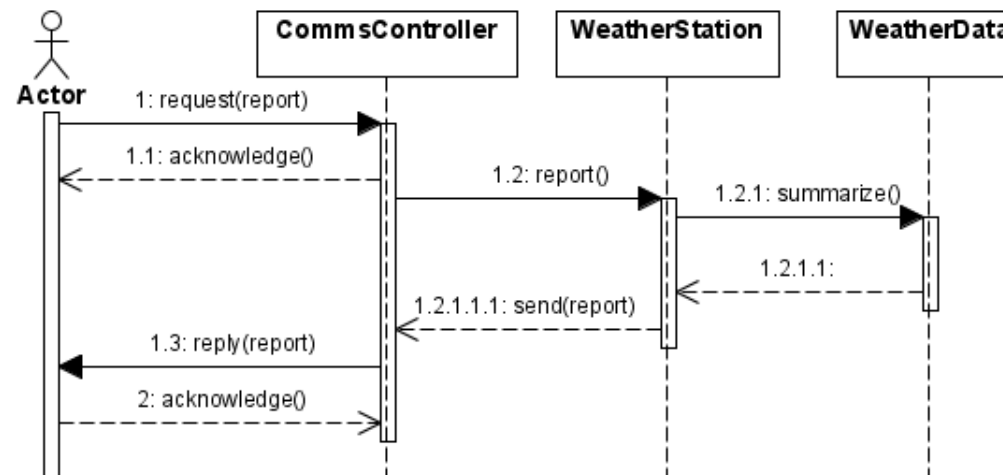 CommsController
WeatherStation
WeatherData
Actor
1: request(report)
1.1: acknowledge()
1.2: report()
1.2.1: summarize()
1.2.1.1:
1.2.1.1.1: send(report)
1.3: reply(report)
2: acknowledge()